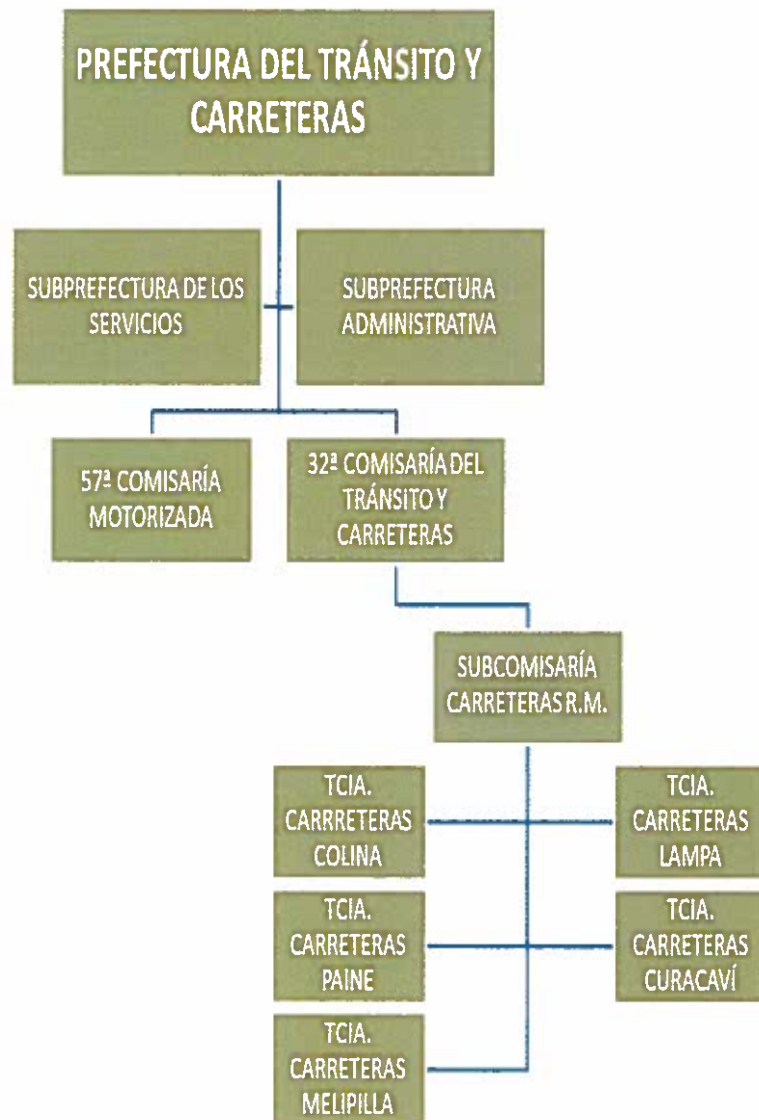 PREFECTURA DEL TRÁNSITO Y
CARRETERAS
SUBPREFECTURA DE LOS
SERVICIOS
SUBPREFECTURA
ADMINISTRATIVA
57ª COMISARÍA
MOTORIZADA
32ª COMISARÍA DEL
TRÁNSITO Y
CARRETERAS
SUBCOMISARÍA
CARRETERAS R.M.
TCIA.
CARRRETERAS
COLINA
TCIA.
CARRETERAS
LAMPA
TCIA.
CARRETERAS
PAINE
TCIA.
CARRETERAS
CURACAVÍ
TCIA.
CARRETERAS
MELIPILLA